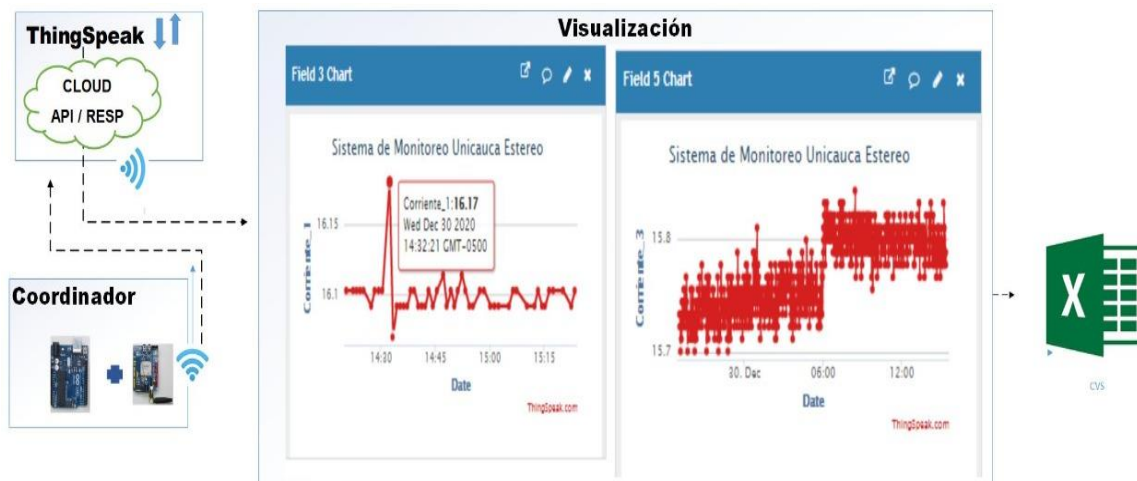 ThingSpeak
CLOUD
API / RESP
Coordinador
Visualización
Field 3 Chart
Sistema de Monitoreo Unicauca Estereo
Corriente_1:16.17
Wed Dec 30 2020
14:32:21 GMT-0500
Corriente_1
16.15
16.1
14:30
14:45
15:00
15:15
Date
ThingSpeak.com
Field 5 Chart
Sistema de Monitoreo Unicauca Estereo
Corriente_3
15.8
15.7
30. Dec
06:00
12:00
Date
ThingSpeak.com
X
CVS